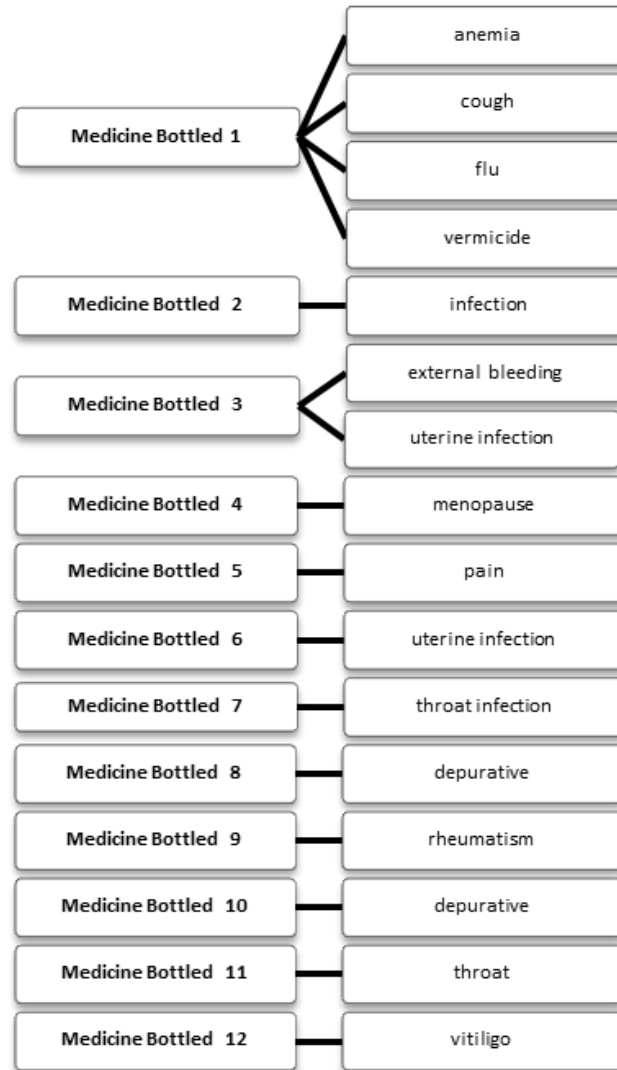 Medicine Bottled 1
anemia
cough
flu
vermicide
Medicine Bottled 2
infection
Medicine Bottled 3
external bleeding
uterine infection
Medicine Bottled 4
menopause
Medicine Bottled 5
pain
Medicine Bottled 6
uterine infection
Medicine Bottled 7
throat infection
Medicine Bottled 8
depurative
Medicine Bottled 9
rheumatism
Medicine Bottled 10
depurative
Medicine Bottled 11
throat
Medicine Bottled 12
vitiligo